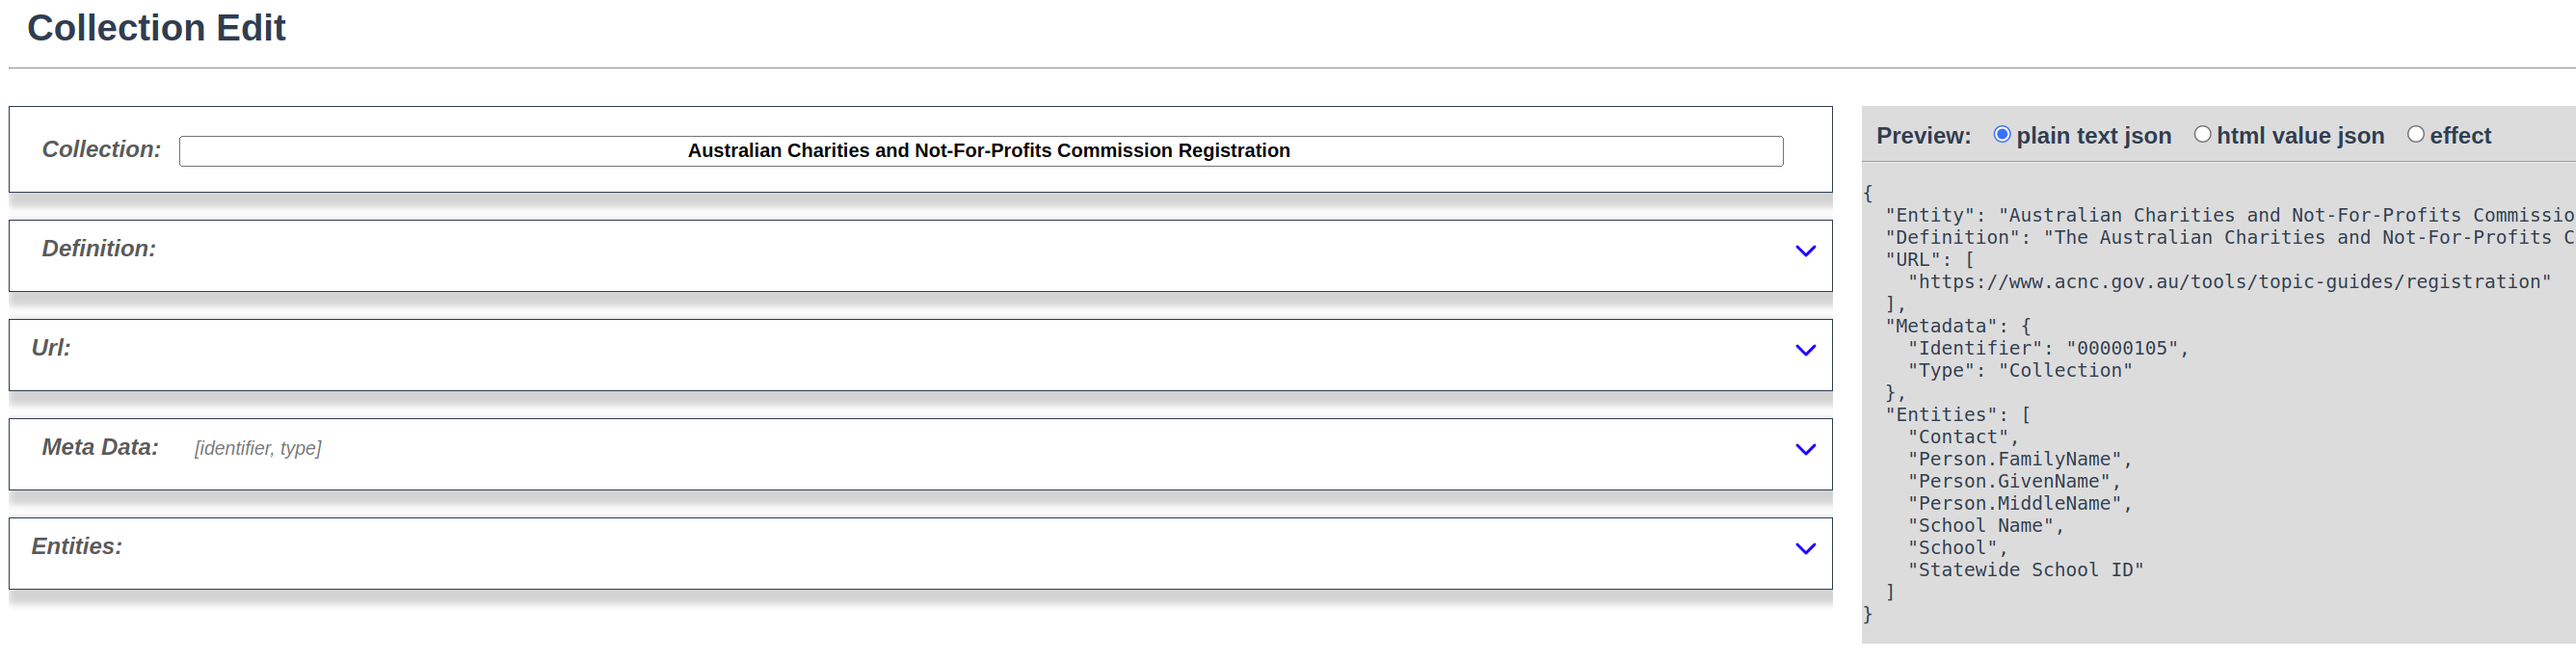 Collection Edit
Collection: Australian Charities and Not-For-Profits Commission Registration
Definition:
Url:
Meta Data: [identifier, type]
Entities:
Preview: plain text json html value json effect
{
"Entity": "Australian Charities and Not-For-Profits Commissio
"Definition": "The Australian Charities and Not-For-Profits C
"URL": [
"https://www.acnc.gov.au/tools/topic-guides/registration"
],
"Metadata": {
"Identifier": "00000105",
"Type": "Collection"
},
"Entities": [
"Contact",
"Person.FamilyName",
"Person.GivenName",
"Person.MiddleName",
"School Name",
"School",
"Statewide School ID"
]
}